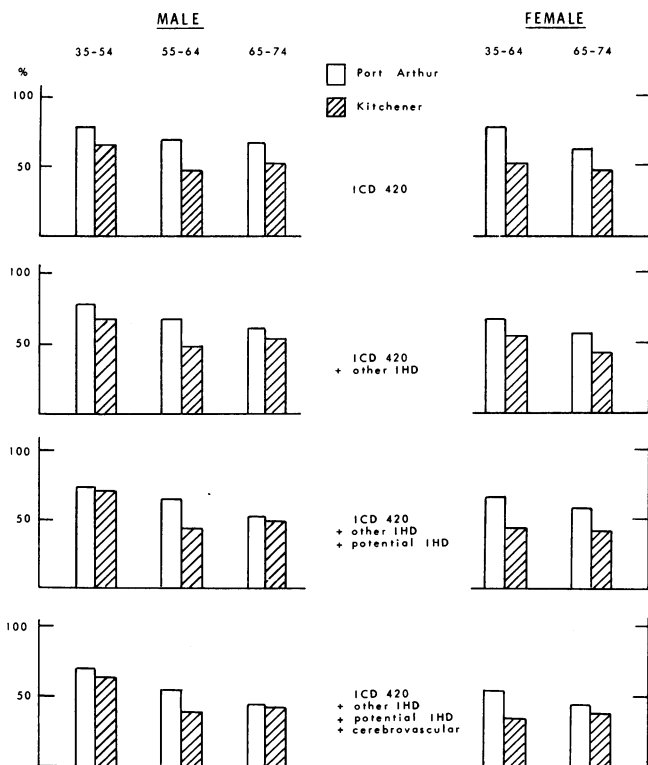 MALE
FEMALE
35-54 55-64 65-74
35-64 65-74
%
Port Arthur
Kitchener
100
50
ICD 420
100
50
ICD 420
+ other IHD
100
50
ICD 420
+ other IHD
+ potential IHD
100
50
ICD 420
+ other IHD
+ potential IHD
+ cerebrovascular